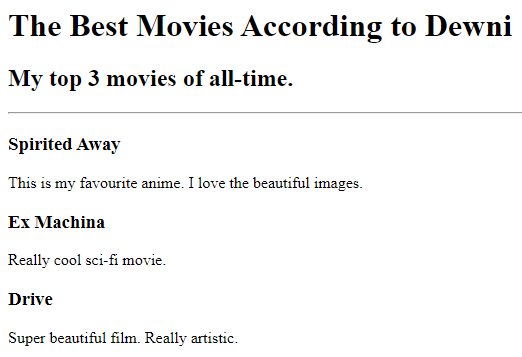 The Best Movies According to Dewni
My top 3 movies of all-time.
Spirited Away
This is my favourite anime. I love the beautiful images.
Ex Machina
Really cool sci-fi movie.
Drive
Super beautiful film. Really artistic.